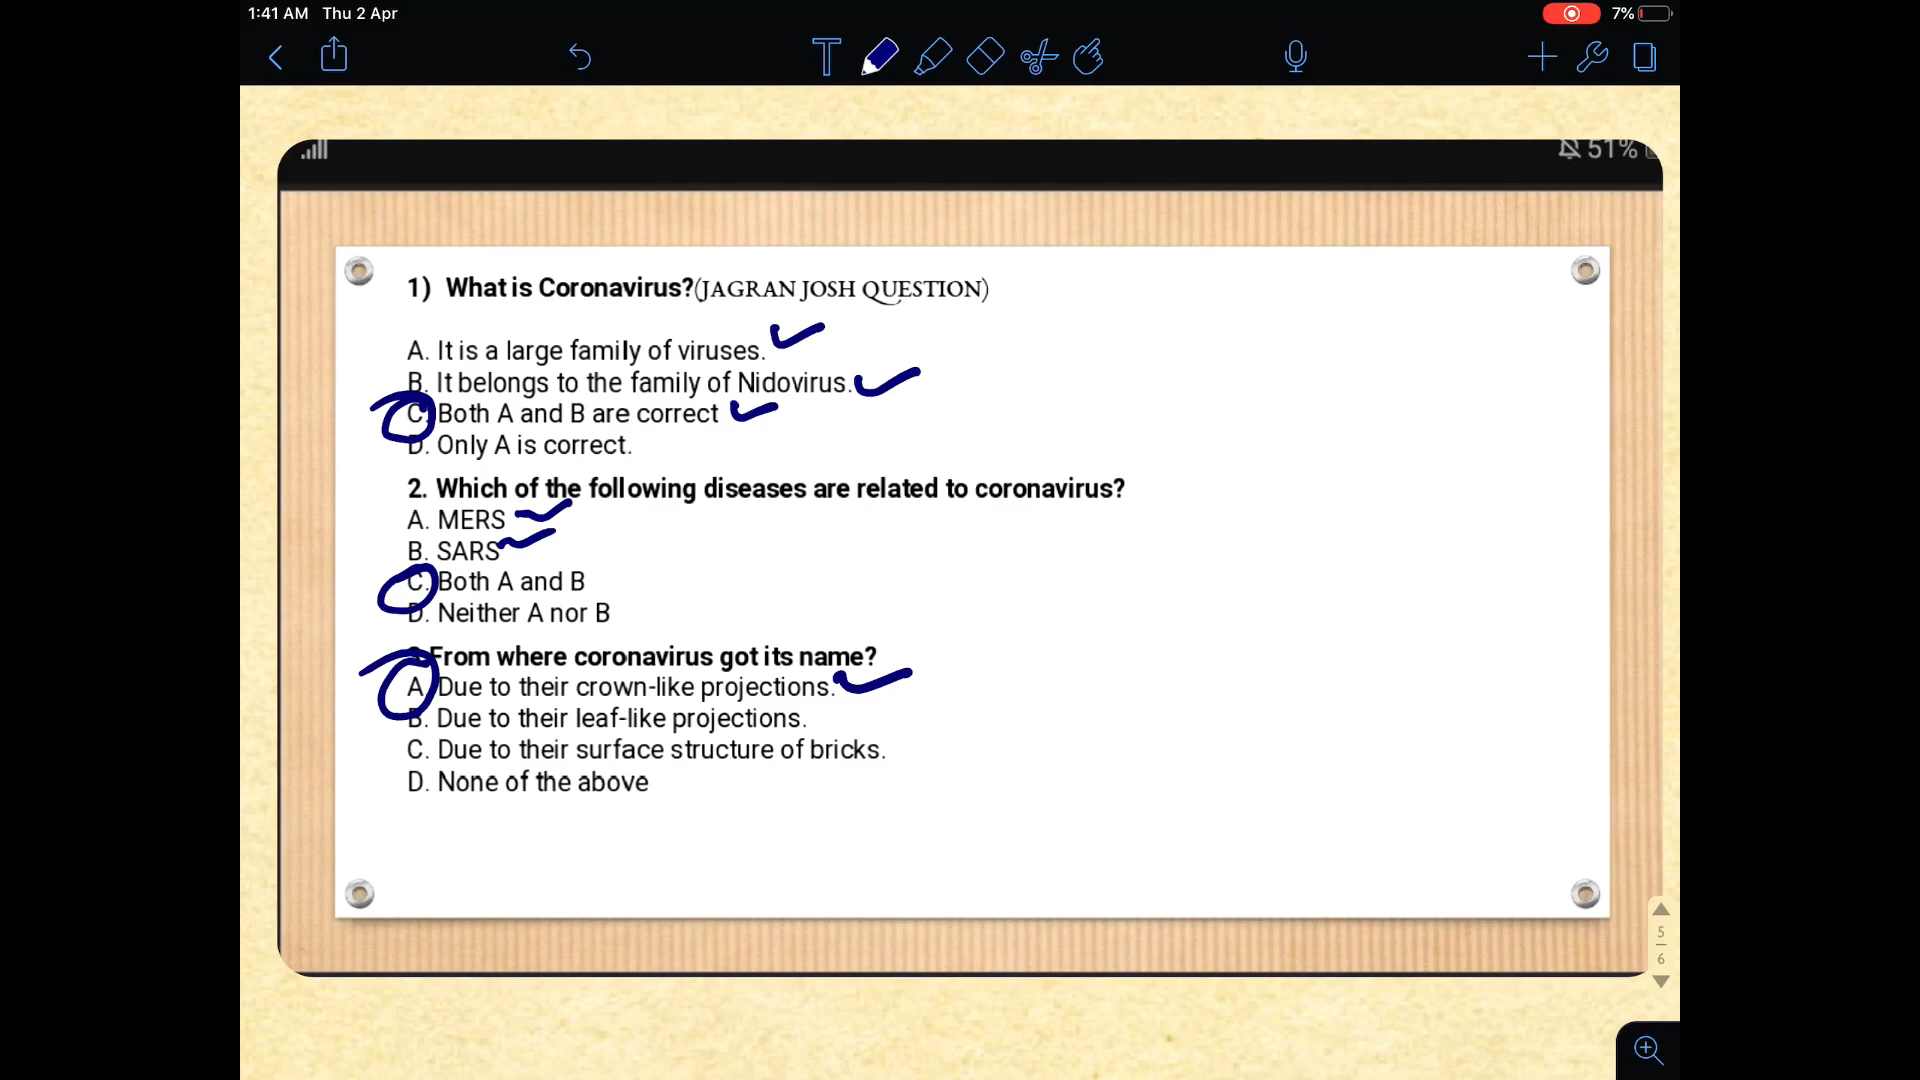 1:41 AM Thu 2 Apr
7%
51%
1) What is Coronavirus?(JAGRAN JOSH QUESTION)
A. It is a large family of viruses.
B. It belongs to the family of Nidovirus.
C. Both A and B are correct
D. Only A is correct.
2. Which of the following diseases are related to coronavirus?
A. MERS
B. SARS
C. Both A and B
D. Neither A nor B
3.From where coronavirus got its name?
A. Due to their crown-like projections.
B. Due to their leaf-like projections.
C. Due to their surface structure of bricks.
D. None of the above
5
6